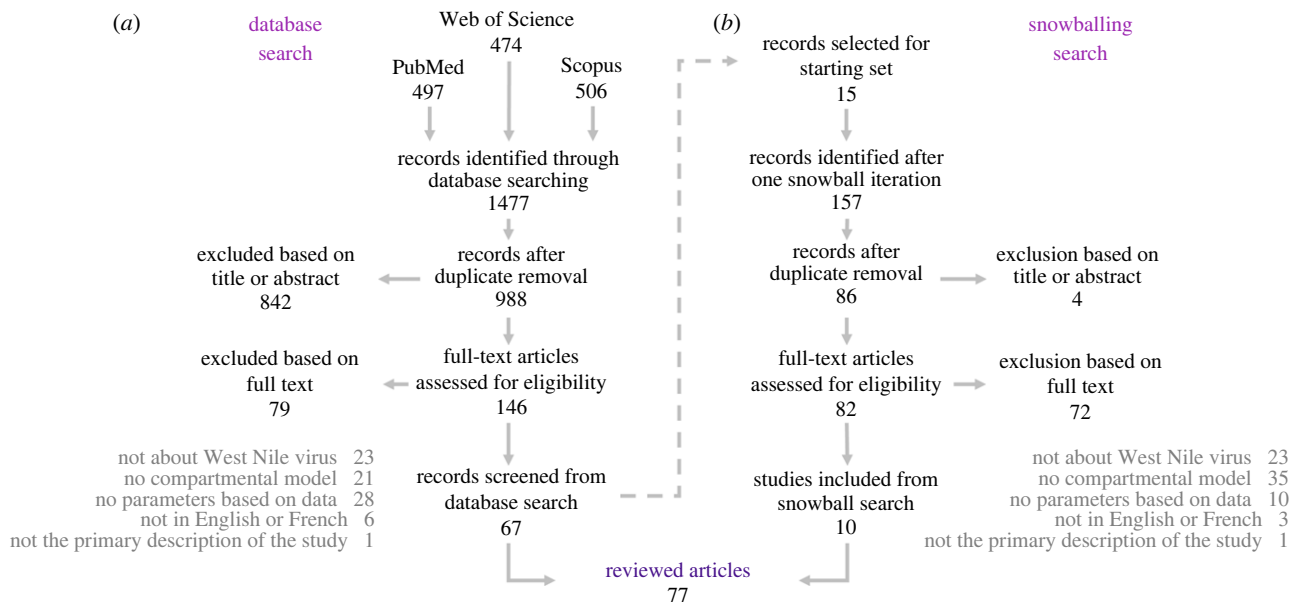 (a)
database
search
Web of Science
474
PubMed
497
Scopus
506
records identified through
database searching
1477
records after
duplicate removal
988
excluded based on
title or abstract
842
full-text articles
assessed for eligibility
146
excluded based on
full text
79
not about West Nile virus 23
no compartmental model 21
no parameters based on data 28
not in English or French 6
not the primary description of the study 1
records screened from
database search
67
(b)
snowballing
search
records selected for
starting set
15
records identified after
one snowball iteration
157
records after
duplicate removal
86
exclusion based on
title or abstract
4
full-text articles
assessed for eligibility
82
exclusion based on
full text
72
not about West Nile virus 23
no compartmental model 35
no parameters based on data 10
not in English or French 3
not the primary description of the study 1
studies included from
snowball search
10
reviewed articles
77